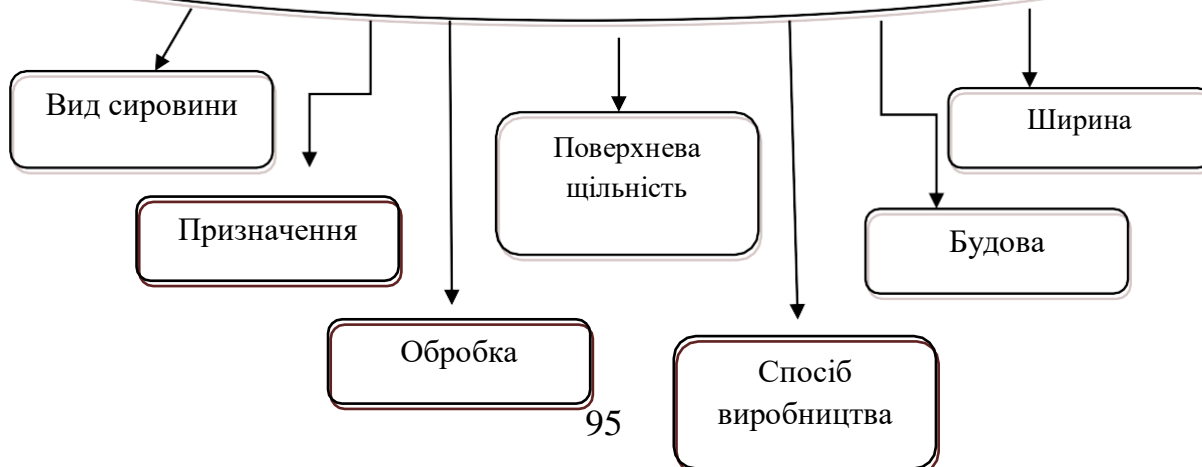 Вид сировини
Ширина
Поверхнева
щільність
Призначення
Будова
Обробка
Спосіб
виробництва
95